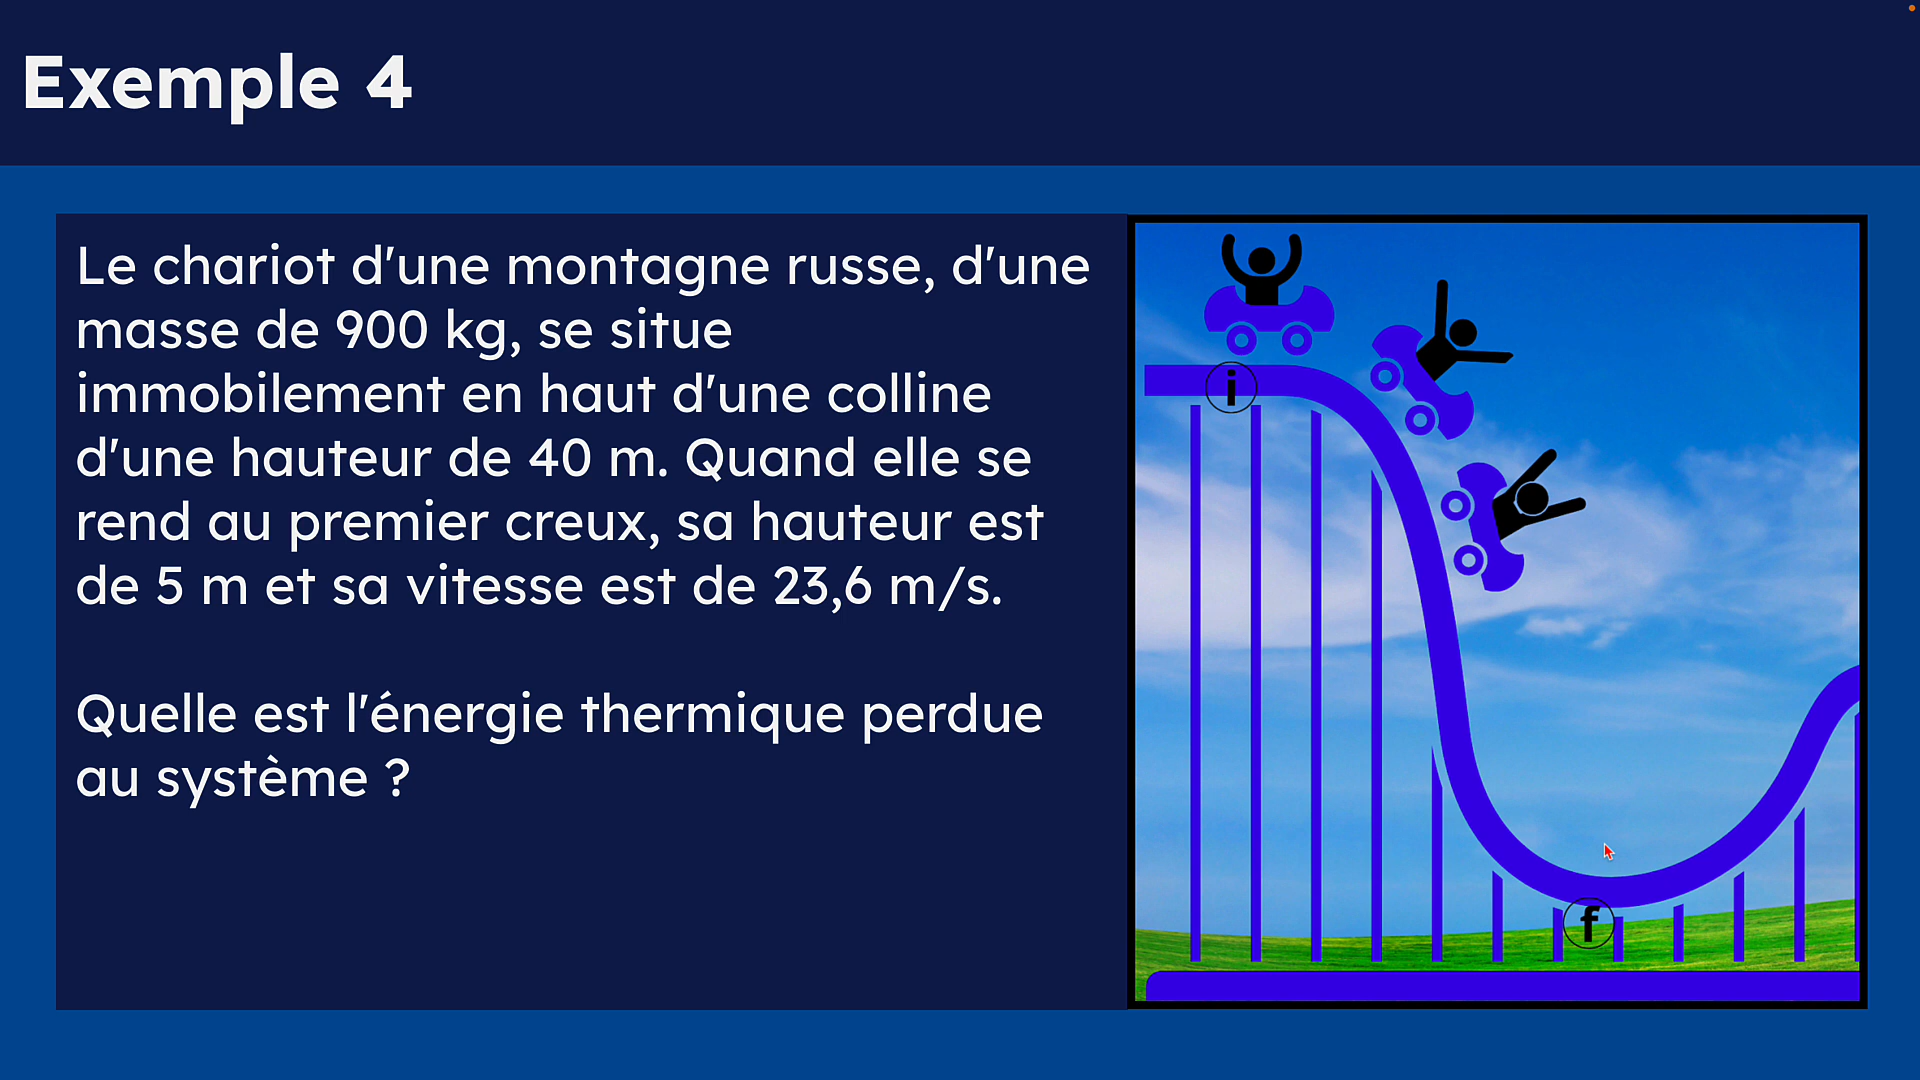 Exemple 4
Le chariot d'une montagne russe, d'une
masse de 900 kg, se situe
immobilement en haut d'une colline
d'une hauteur de 40 m. Quand elle se
rend au premier creux, sa hauteur est
de 5 m et sa vitesse est de 23,6 m/s.
Quelle est l'énergie thermique perdue
au système ?
i
f